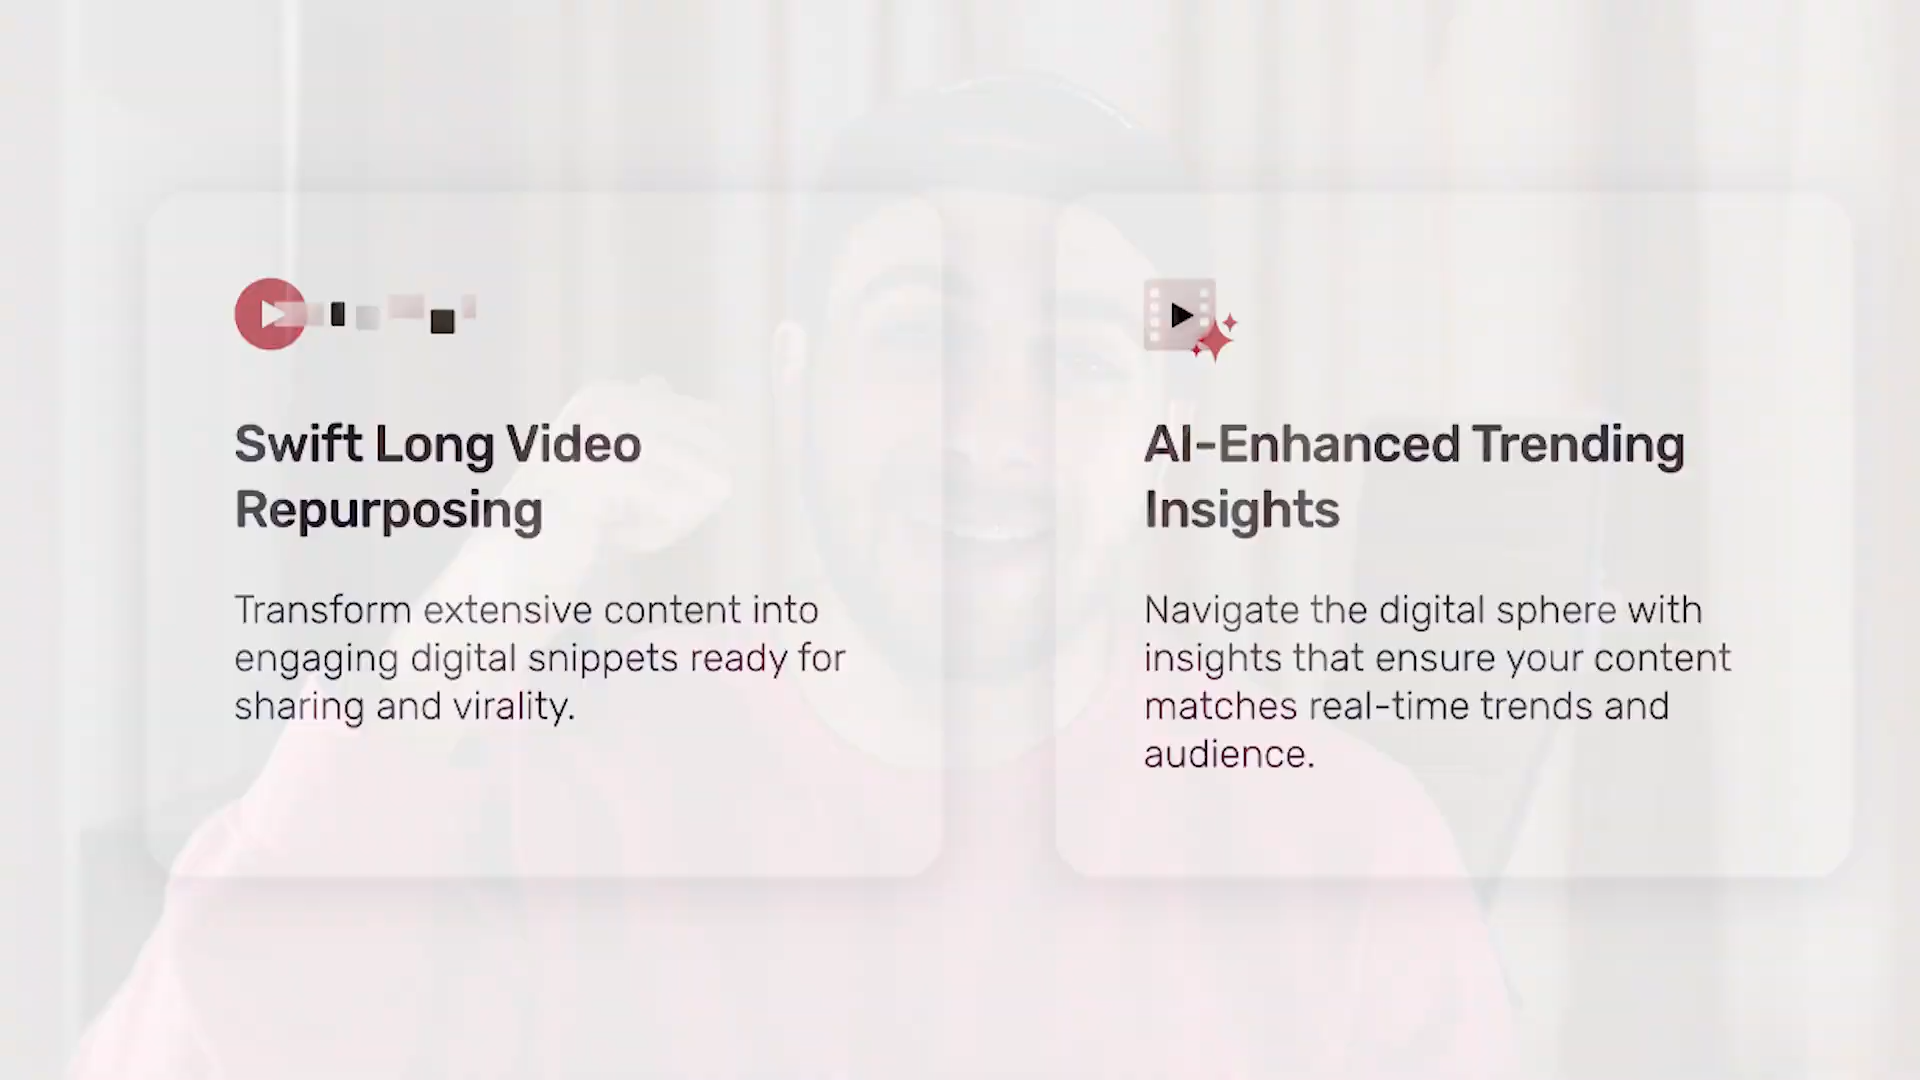 Swift Long Video
Repurposing
Transform extensive content into
engaging digital snippets ready for
sharing and virality.
AI-Enhanced Trending
Insights
Navigate the digital sphere with
insights that ensure your content
matches real-time trends and
audience.